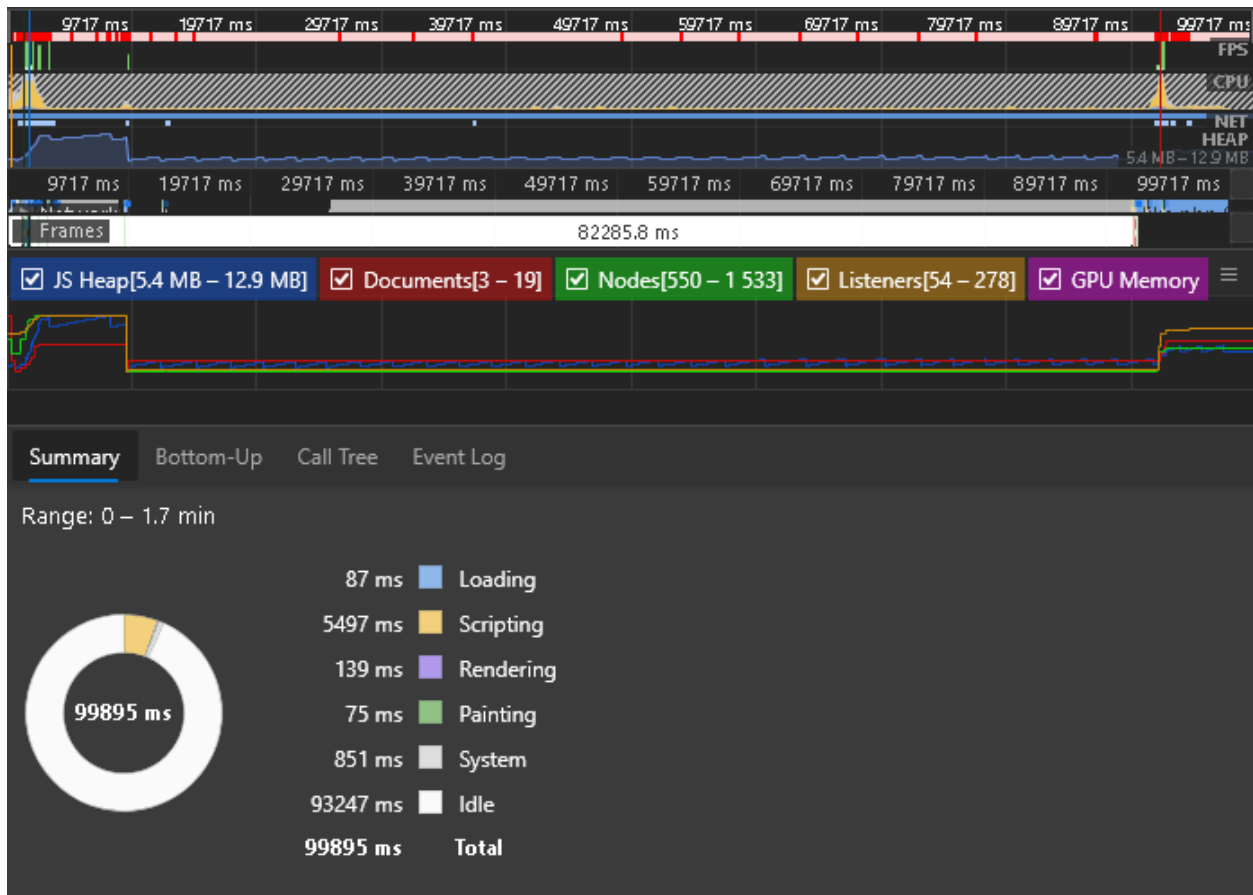 9717 ms 19717 ms 29717 ms 39717 ms 49717 ms 59717 ms 69717 ms 79717 ms 89717 ms 99717 ms
FPS
CPU
NET
HEAP
5.4 MB – 12.9 MB
9717 ms 19717 ms 29717 ms 39717 ms 49717 ms 59717 ms 69717 ms 79717 ms 89717 ms 99717 ms
Frames 82285.8 ms
JS Heap[5.4 MB – 12.9 MB] Documents[3 – 19] Nodes[550 – 1 533] Listeners[54 – 278] GPU Memory
Summary Bottom-Up Call Tree Event Log
Range: 0 – 1.7 min
87 ms Loading
5497 ms Scripting
139 ms Rendering
99895 ms
75 ms Painting
851 ms System
93247 ms Idle
99895 ms Total